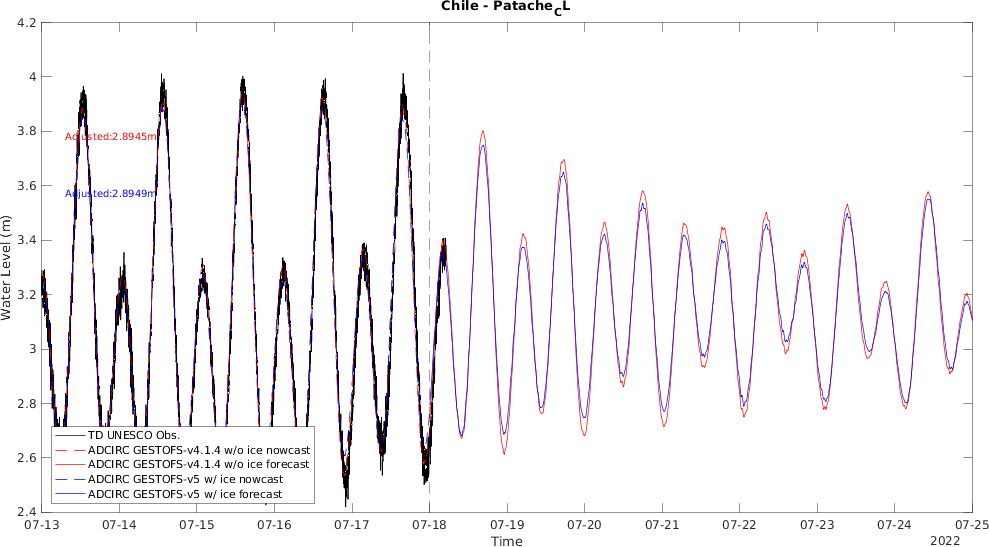 Chile - Patache_CL
4.2
4
3.8
3.6
3.4
3.2
3
2.8
2.6
2.4
Water Level (m)
Adjusted:2.8945m
Adjusted:2.8949m
TD UNESCO Obs.
ADCIRC GESTOFS-v4.1.4 w/o ice nowcast
ADCIRC GESTOFS-v4.1.4 w/o ice forecast
ADCIRC GESTOFS-v5 w/ ice nowcast
ADCIRC GESTOFS-v5 w/ ice forecast
07-13 07-14 07-15 07-16 07-17 07-18 07-19 07-20 07-21 07-22 07-23 07-24 07-25
Time
2022